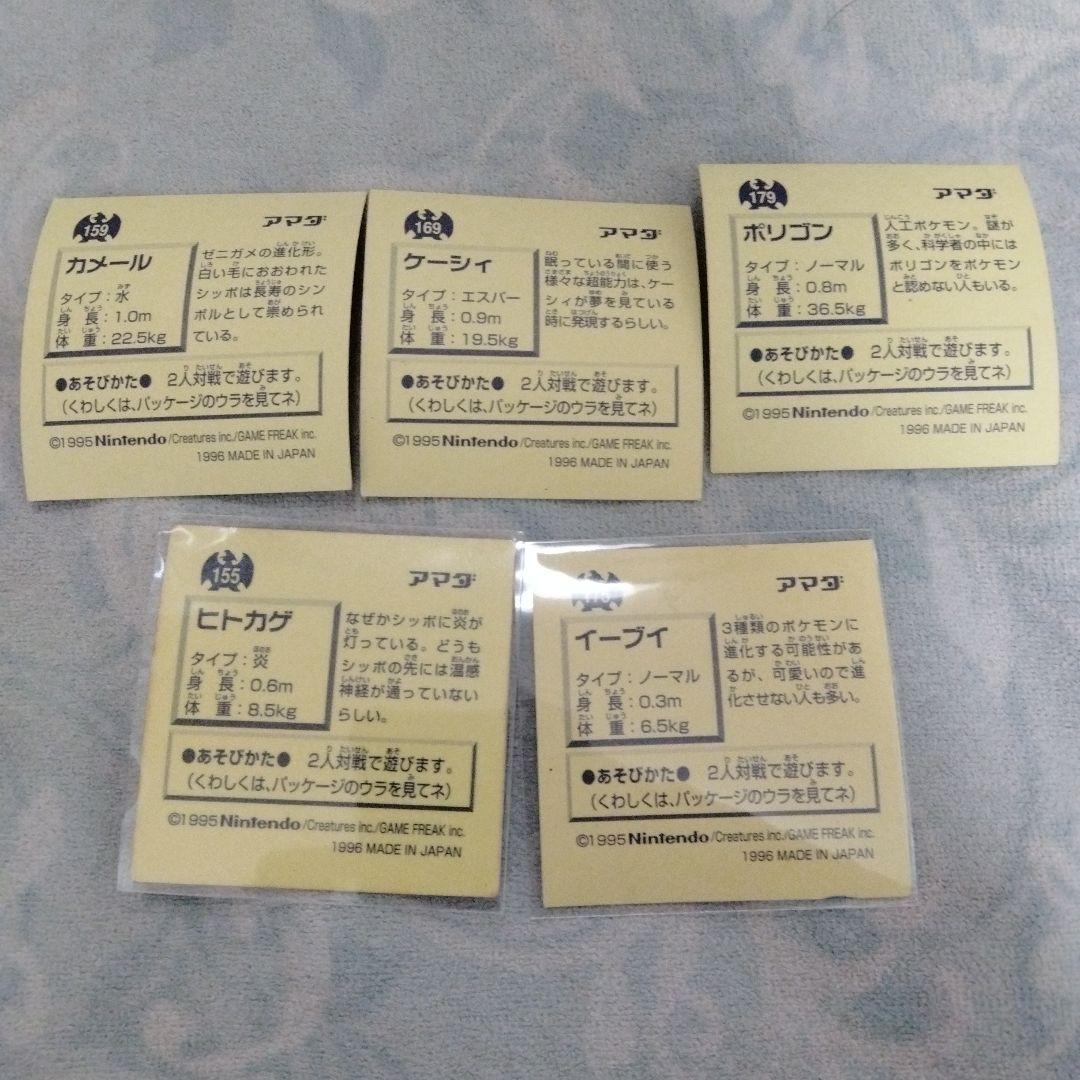 159
アマダ
カメール
タイプ：水
身長：1.0m
体重：22.5kg
ゼニガメの進化形。
白い毛におおわれた
シッポは長寿のシン
ボルとして崇められ
ている。
●あそびかた● 2人対戦で遊びます。
（くわしくは、パッケージのウラを見てネ）
©1995 Nintendo/Creatures inc./GAME FREAK inc.
1996 MADE IN JAPAN
169
アマダ
ケーシィ
タイプ：エスパー
身長：0.9m
体重：19.5kg
眠っている間に使う
様々な超能力は、ケー
シィが夢を見ている
時に発現するらしい。
●あそびかた● 2人対戦で遊びます。
（くわしくは、パッケージのウラを見てネ）
©1995 Nintendo/Creatures inc./GAME FREAK inc.
1996 MADE IN JAPAN
179
アマダ
ポリゴン
タイプ：ノーマル
身長：0.8m
体重：36.5kg
人工ポケモン。謎が
多く、科学者の中には
ポリゴンをポケモン
と認めない人もいる。
●あそびかた● 2人対戦で遊びます。
（くわしくは、パッケージのウラを見てネ）
©1995 Nintendo/Creatures inc./GAME FREAK inc.
1996 MADE IN JAPAN
155
アマダ
ヒトカゲ
タイプ：炎
身長：0.6m
体重：8.5kg
なぜかシッポに炎が
灯っている。どうも
シッポの先には温感
神経が通っていない
らしい。
●あそびかた● 2人対戦で遊びます。
（くわしくは、パッケージのウラを見てネ）
©1995 Nintendo/Creatures inc./GAME FREAK inc.
1996 MADE IN JAPAN
アマダ
イーブイ
タイプ：ノーマル
身長：0.3m
体重：6.5kg
3種類のポケモンに
進化する可能性があ
るが、可愛いので進
化させない人も多い。
●あそびかた● 2人対戦で遊びます。
（くわしくは、パッケージのウラを見てネ）
©1995 Nintendo/Creatures inc./GAME FREAK inc.
1996 MADE IN JAPAN